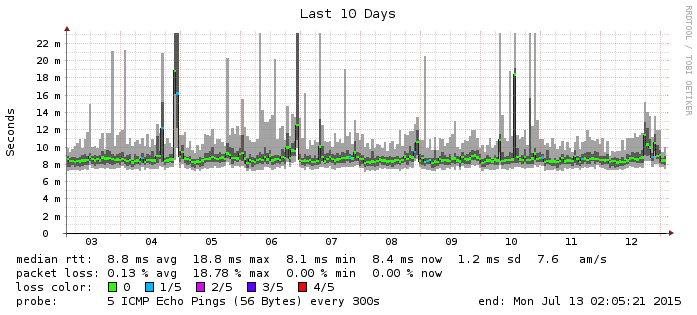 Last 10 Days
RRDTOOL / TOBI OETIKER
Seconds
22 m
20 m
18 m
16 m
14 m
12 m
10 m
8 m
6 m
4 m
2 m
0
03 04 05 06 07 08 09 10 11 12
median rtt: 8.8 ms avg 18.8 ms max 8.1 ms min 8.4 ms now 1.2 ms sd 7.6 am/s
packet loss: 0.13 % avg 18.78 % max 0.00 % min 0.00 % now
loss color: 0 1/5 2/5 3/5 4/5
probe: 5 ICMP Echo Pings (56 Bytes) every 300s end: Mon Jul 13 02:05:21 2015